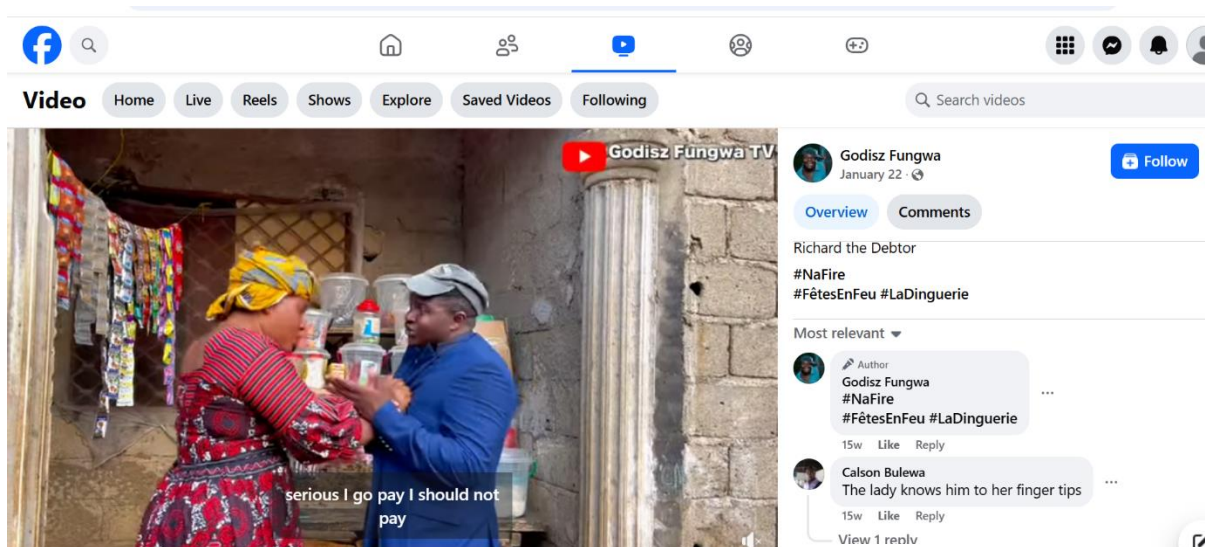 Video
Home
Live
Reels
Shows
Explore
Saved Videos
Following
Search videos
Godisz Fungwa TV
serious I go pay I should not
pay
Godisz Fungwa
January 22
Follow
Overview
Comments
Richard the Debtor
#NaFire
#FêtesEnFeu #LaDinguerie
Most relevant
Author
Godisz Fungwa
#NaFire
#FêtesEnFeu #LaDinguerie
15w Like Reply
Calson Bulewa
The lady knows him to her finger tips
15w Like Reply
View 1 reply